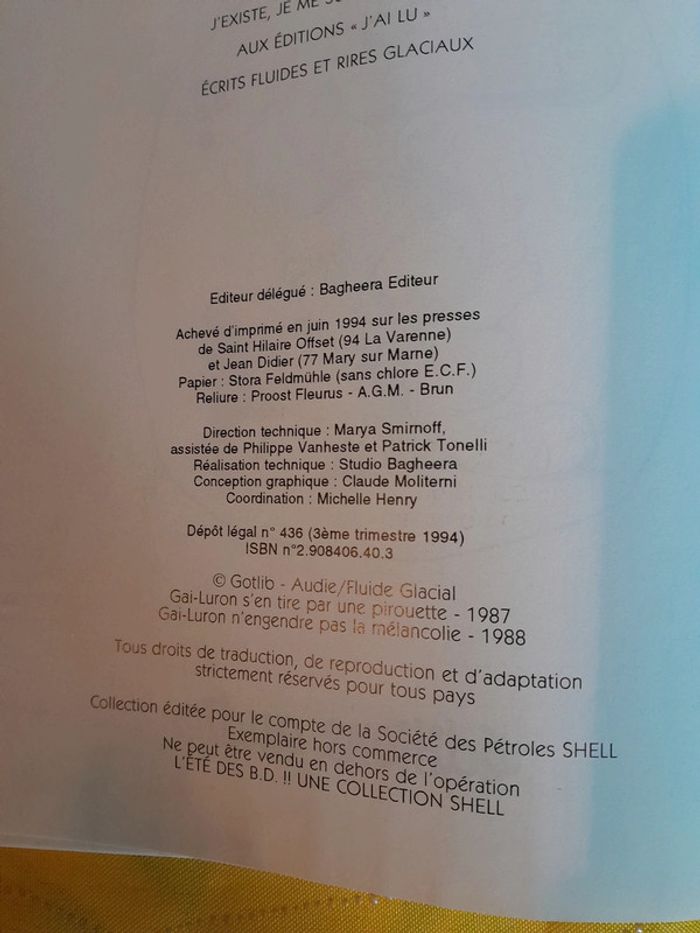 J'EXISTE, JE ME
AUX ÉDITIONS « J'AI LU »
ÉCRITS FLUIDES ET RIRES GLACIAUX
Editeur délégué : Bagheera Editeur
Achevé d'imprimé en juin 1994 sur les presses
de Saint Hilaire Offset (94 La Varenne)
et Jean Didier (77 Mary sur Marne)
Papier : Stora Feldmühle (sans chlore E.C.F.)
Reliure : Proost Fleurus - A.G.M. - Brun
Direction technique : Marya Smirnoff,
assistée de Philippe Vanheste et Patrick Tonelli
Réalisation technique : Studio Bagheera
Conception graphique : Claude Moliterni
Coordination : Michelle Henry
Dépôt légal n° 436 (3ème trimestre 1994)
ISBN n°2.908406.40.3
© Gotlib - Audie/Fluide Glacial
Gai-Luron s'en tire par une pirouette - 1987
Gai-Luron n'engendre pas la mélancolie - 1988
Tous droits de traduction, de reproduction et d'adaptation
strictement réservés pour tous pays
Collection éditée pour le compte de la Société des Pétroles SHELL
Exemplaire hors commerce
Ne peut être vendu en dehors de l'opération
L'ÉTÉ DES B.D. !! UNE COLLECTION SHELL